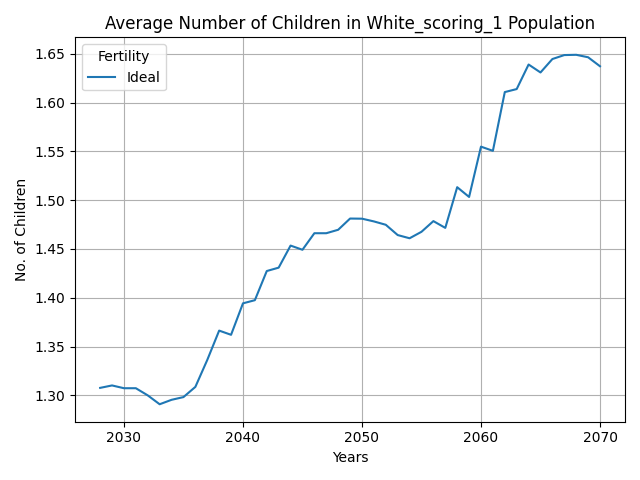 Average Number of Children in White_scoring_1 Population
Fertility
Ideal
1.65
1.60
1.55
1.50
1.45
1.40
1.35
1.30
No. of Children
2030
2040
2050
2060
2070
Years